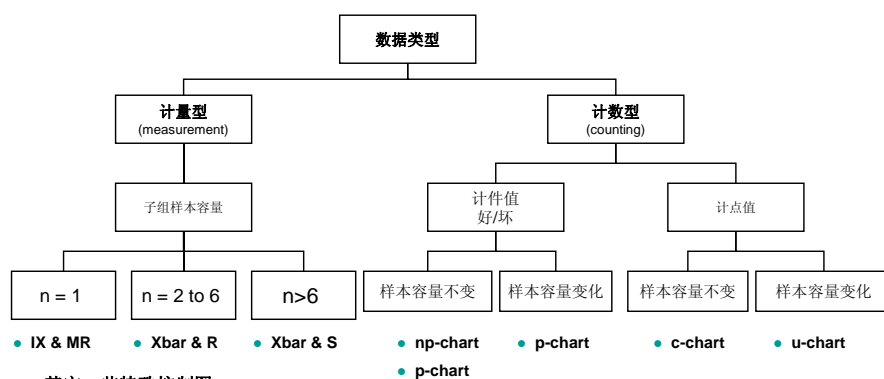 数据类型
计量型
(measurement)
计数型
(counting)
子组样本容量
计件值
好/坏
计点值
n = 1
n = 2 to 6
n>6
样本容量不变
样本容量变化
样本容量不变
样本容量变化
• IX & MR
• Xbar & R
• Xbar & S
• np-chart
• p-chart
• c-chart
• u-chart
• p-chart